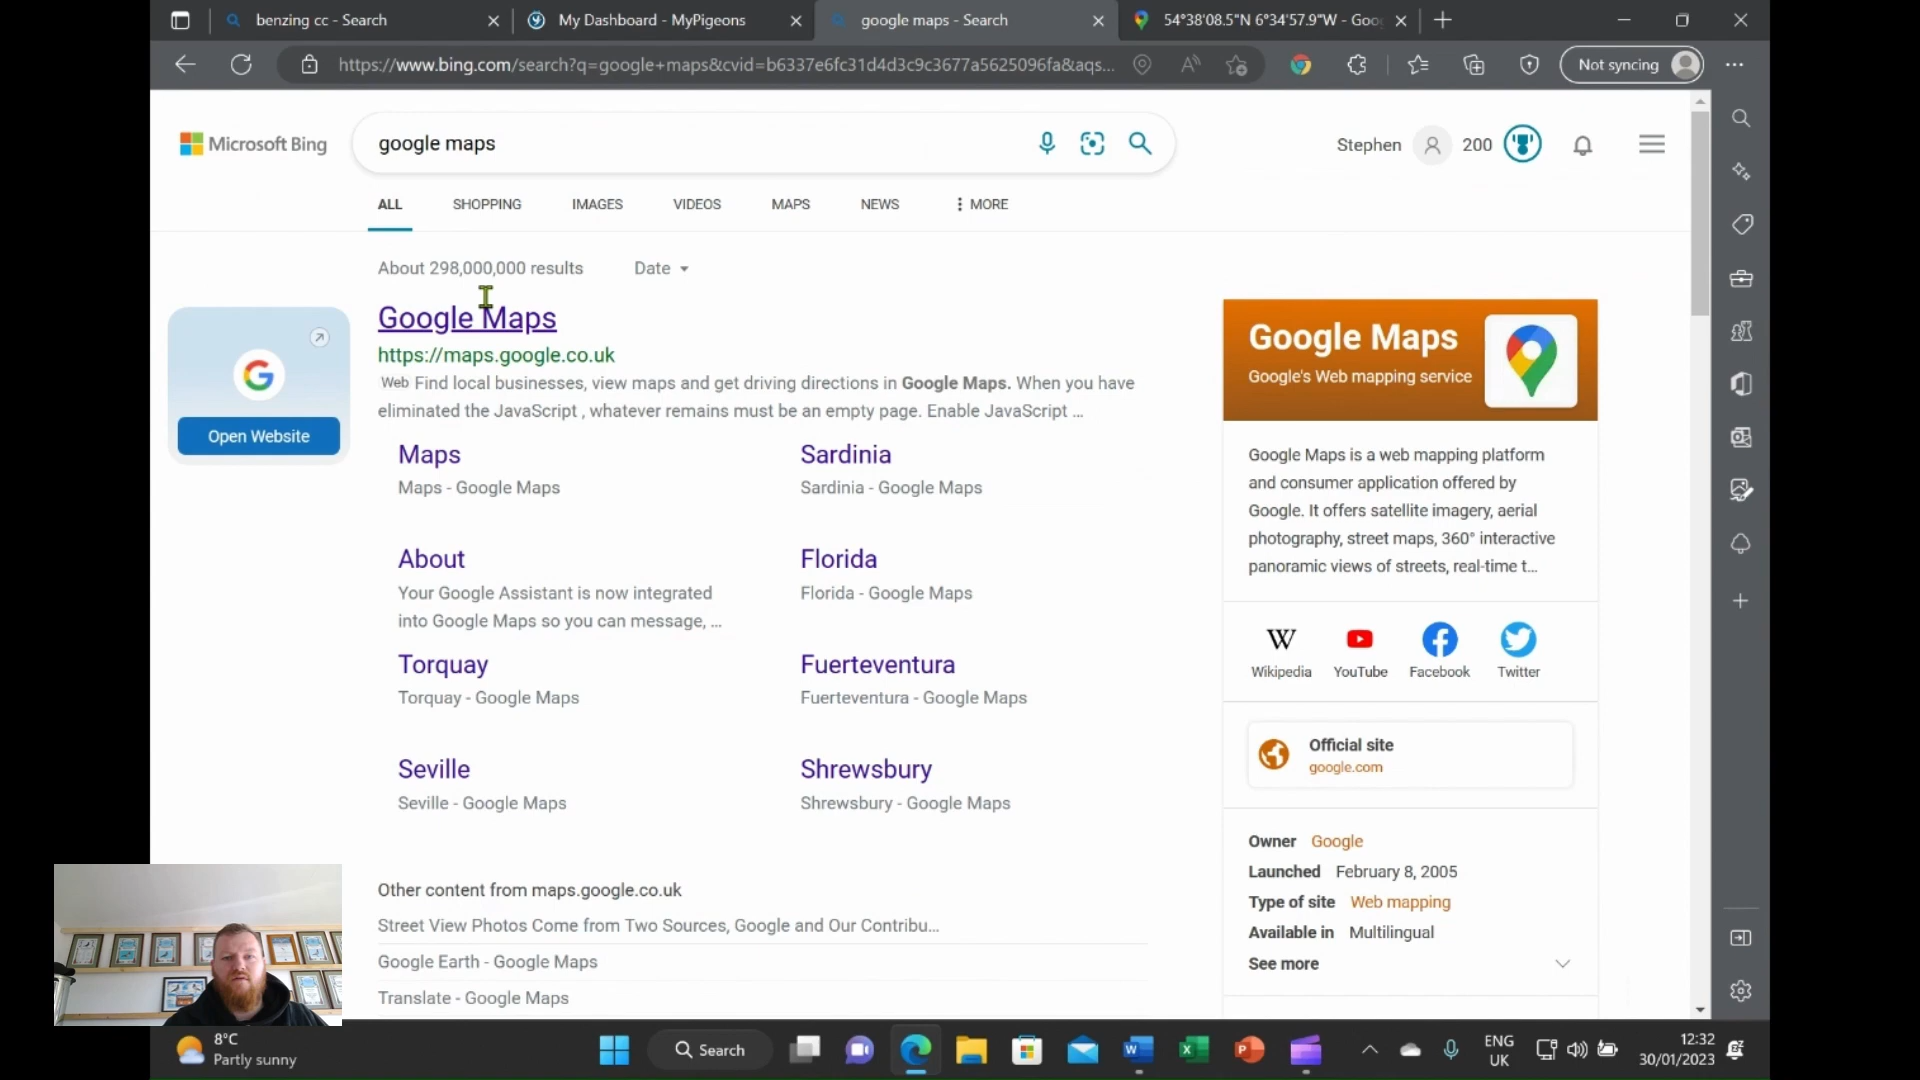 benzing cc - Search
My Dashboard - MyPigeons
google maps - Search
54°38'08.5"N 6°34'57.9"W - Goo
https://www.bing.com/search?q=google+maps&cvid=b6337e6fc31d4d3c9c3677a5625096fa&aqs...
Not syncing
Microsoft Bing
google maps
Stephen
200
ALL
SHOPPING
IMAGES
VIDEOS
MAPS
NEWS
MORE
About 298,000,000 results
Date
Open Website
Google Maps
https://maps.google.co.uk
Web Find local businesses, view maps and get driving directions in Google Maps. When you have
eliminated the JavaScript , whatever remains must be an empty page. Enable JavaScript ...
Maps
Maps - Google Maps
Sardinia
Sardinia - Google Maps
About
Your Google Assistant is now integrated
into Google Maps so you can message, ...
Florida
Florida - Google Maps
Torquay
Torquay - Google Maps
Fuerteventura
Fuerteventura - Google Maps
Seville
Seville - Google Maps
Shrewsbury
Shrewsbury - Google Maps
Other content from maps.google.co.uk
Street View Photos Come from Two Sources, Google and Our Contribu...
Google Earth - Google Maps
Translate - Google Maps
Google Maps
Google's Web mapping service
Google Maps is a web mapping platform
and consumer application offered by
Google. It offers satellite imagery, aerial
photography, street maps, 360° interactive
panoramic views of streets, real-time t...
Wikipedia
YouTube
Facebook
Twitter
Official site
google.com
Owner Google
Launched February 8, 2005
Type of site Web mapping
Available in Multilingual
See more
8°C
Partly sunny
Search
ENG
UK
12:32
30/01/2023